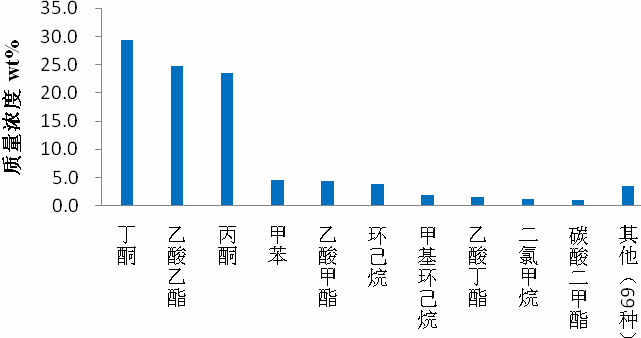 质量浓度 wt%
35.0
30.0
25.0
20.0
15.0
10.0
5.0
0.0
丁酮
乙酸乙酯
丙酮
甲苯
乙酸甲酯
环己烷
甲基环己烷
乙酸丁酯
二氯甲烷
碳酸二甲酯
其他（69种）